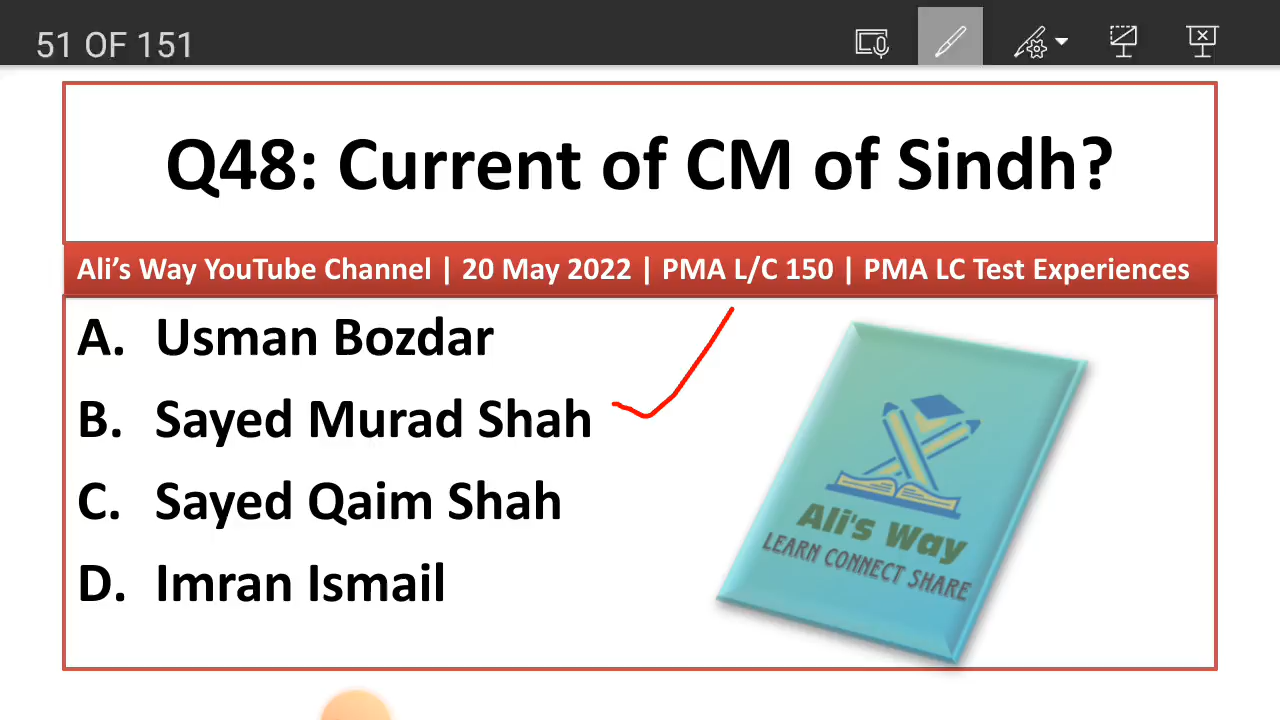 51 OF 151
Q48: Current of CM of Sindh?
Ali's Way YouTube Channel | 20 May 2022 | PMA L/C 150 | PMA LC Test Experiences
A. Usman Bozdar
B. Sayed Murad Shah
C. Sayed Qaim Shah
D. Imran Ismail
Ali's Way
LEARN CONNECT SHARE